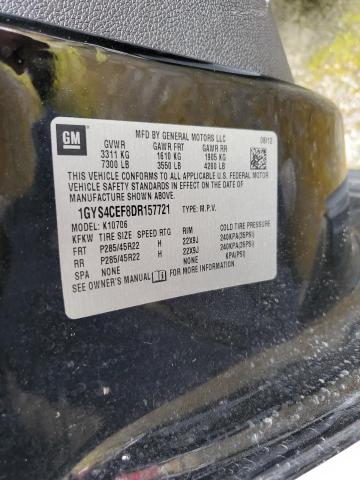 GM
MFD BY GENERAL MOTORS LLC
08/12
GVWR GAWR FRT GAWR RR
3311 KG 1610 KG 1905 KG
7300 LB 3550 LB 4200 LB
THIS VEHICLE CONFORMS TO ALL APPLICABLE U.S. FEDERAL
MOTOR VEHICLE SAFETY STANDARDS IN EFFECT ON THE DATE OF
MANUFACTURE SHOWN ABOVE.
1GYS4CEF8DR157721 TYPE: M.P.V.
MODEL: K10706
KFKW TIRE SIZE SPEED RTG RIM COLD TIRE PRESSURE
FRT P285/45R22 H 22X9J 240KPA(35PSI)
RR P285/45R22 H 22X9J 240KPA(35PSI)
SPA NONE NONE KPA(PSI)
SEE OWNER'S MANUAL FOR ADDITIONAL INFORMATION.